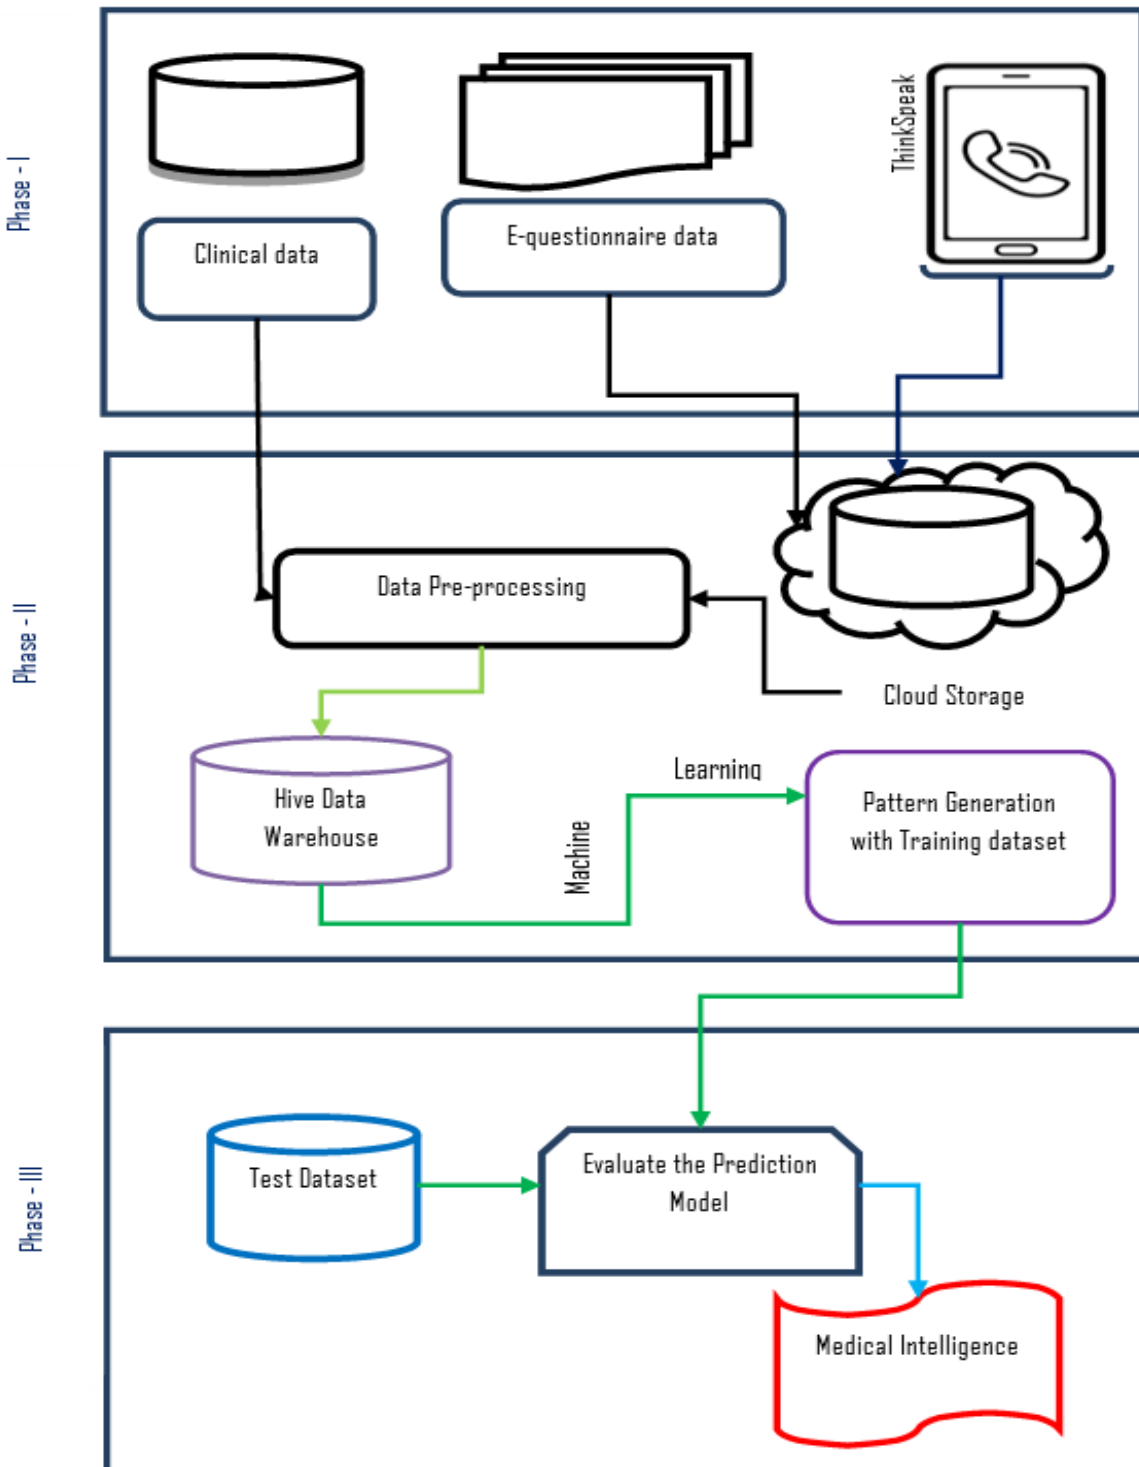 Phase - I
Clinical data
E-questionnaire data
ThinkSpeak
Phase - II
Data Pre-processing
Cloud Storage
Hive Data
Warehouse
Machine
Learning
Pattern Generation
with Training dataset
Phase - III
Test Dataset
Evaluate the Prediction
Model
Medical Intelligence